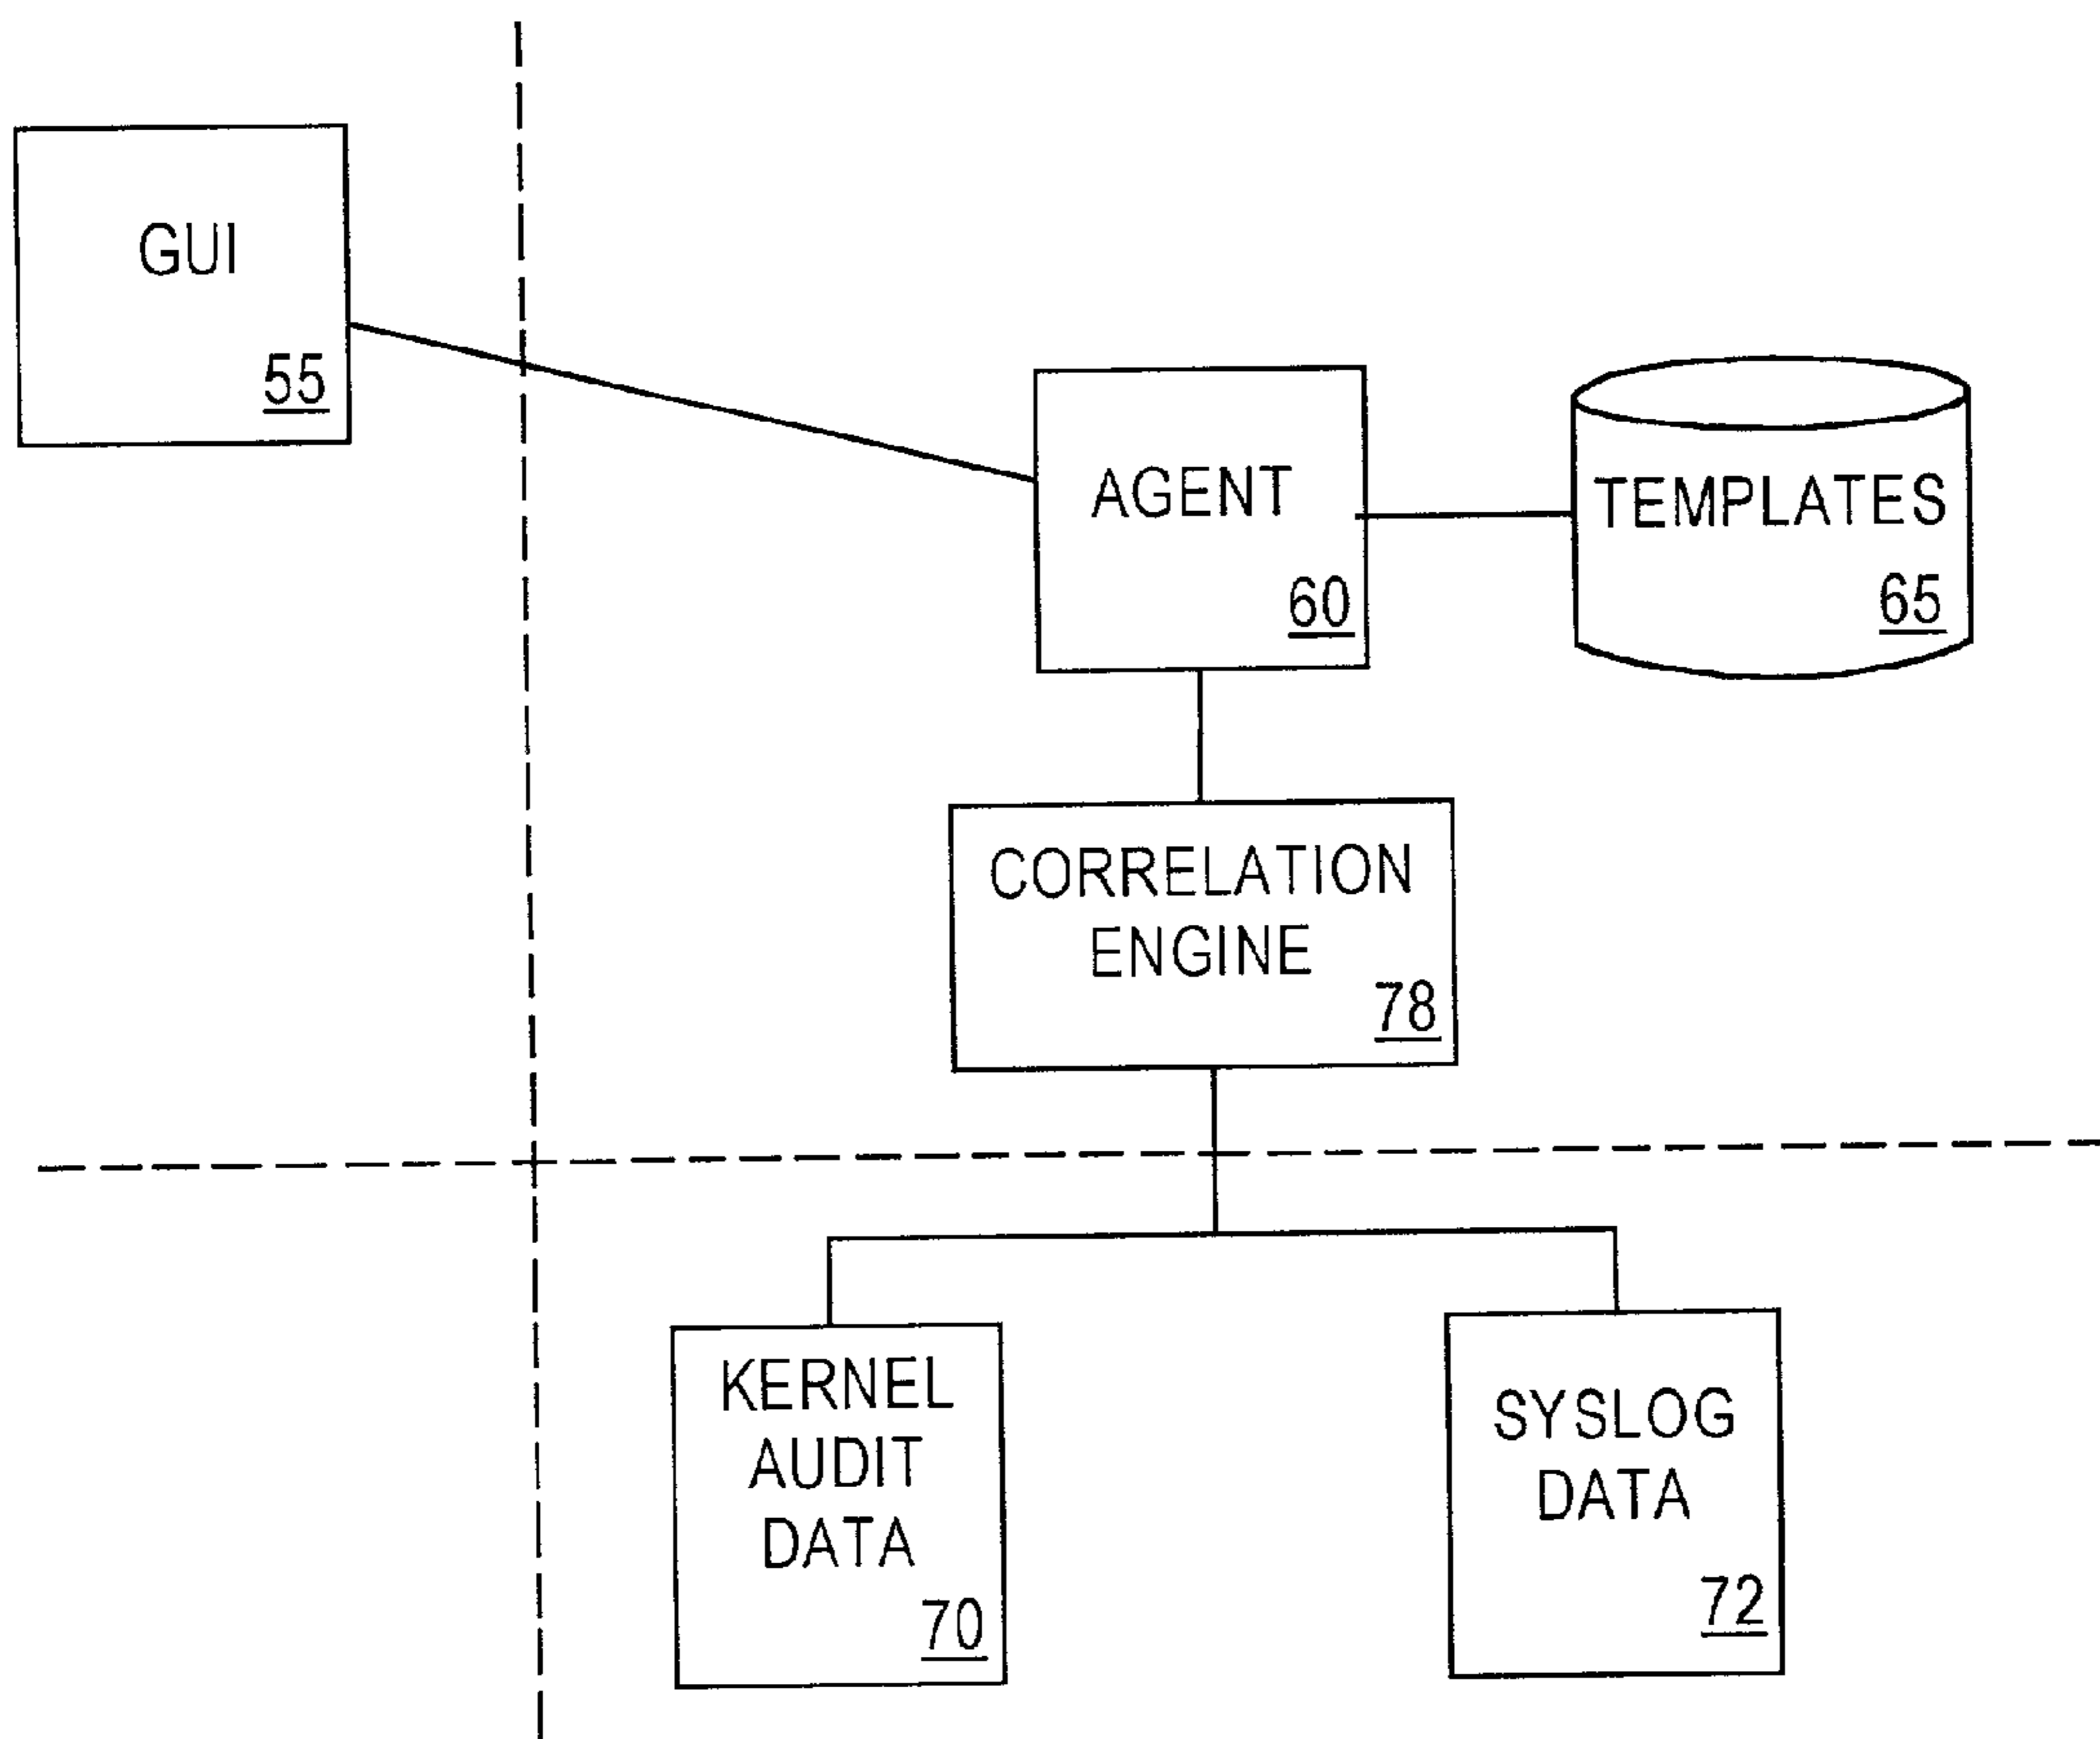 GUI
55
AGENT
60
TEMPLATES
65
CORRELATION
ENGINE
78
KERNEL
AUDIT
DATA
70
SYSLOG
DATA
72